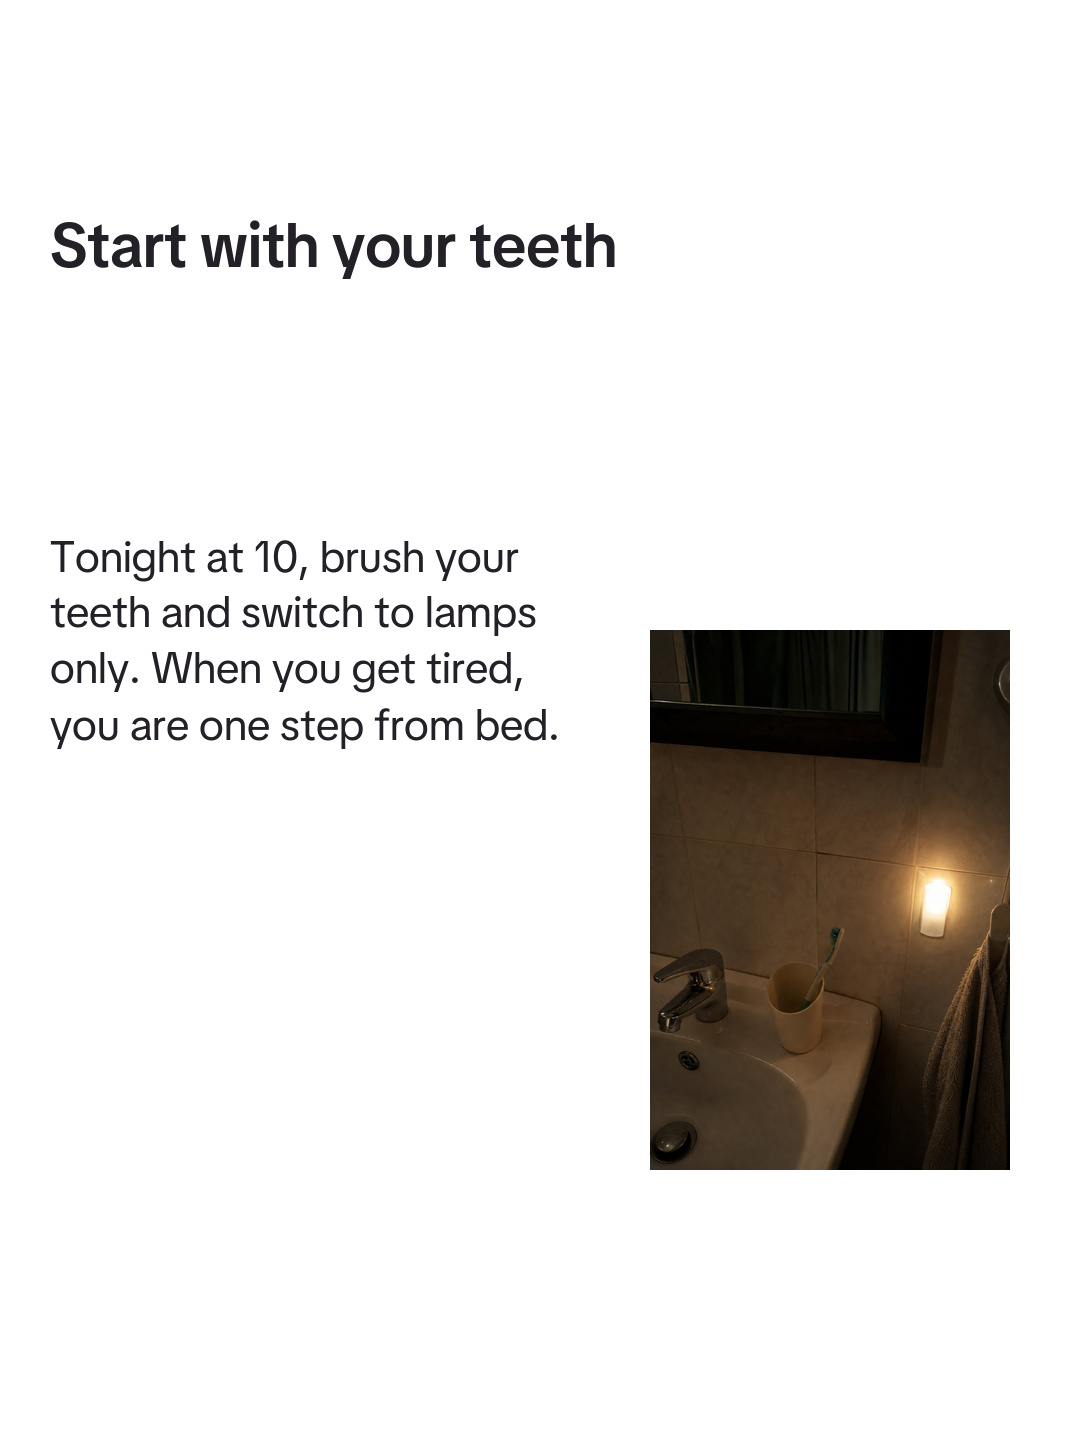 Start with your teeth
Tonight at 10, brush your
teeth and switch to lamps
only. When you get tired,
you are one step from bed.